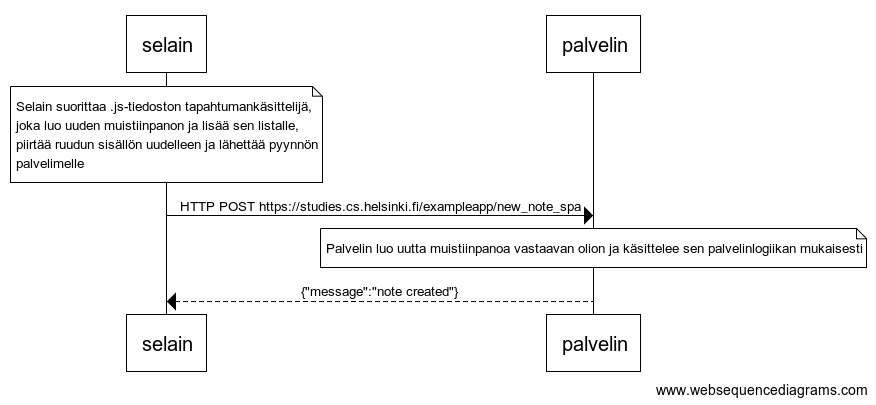 selain
palvelin
Selain suorittaa .js-tiedoston tapahtumankäsittelijä,
joka luo uuden muistiinpanon ja lisää sen listalle,
piirtää ruudun sisällön uudelleen ja lähettää pyynnön
palvelimelle
HTTP POST https://studies.cs.helsinki.fi/exampleapp/new_note_spa
Palvelin luo uutta muistiinpanoa vastaavan olion ja käsittelee sen palvelinlogiikan mukaisesti
{"message":"note created"}
selain
palvelin
www.websequencediagrams.com